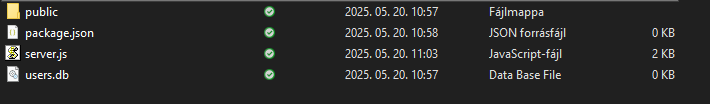 public 2025. 05. 20. 10:57 Fájlmappa
package.json 2025. 05. 20. 10:58 JSON forrásfájl 0 KB
server.js 2025. 05. 20. 11:03 JavaScript-fájl 2 KB
users.db 2025. 05. 20. 10:57 Data Base File 0 KB